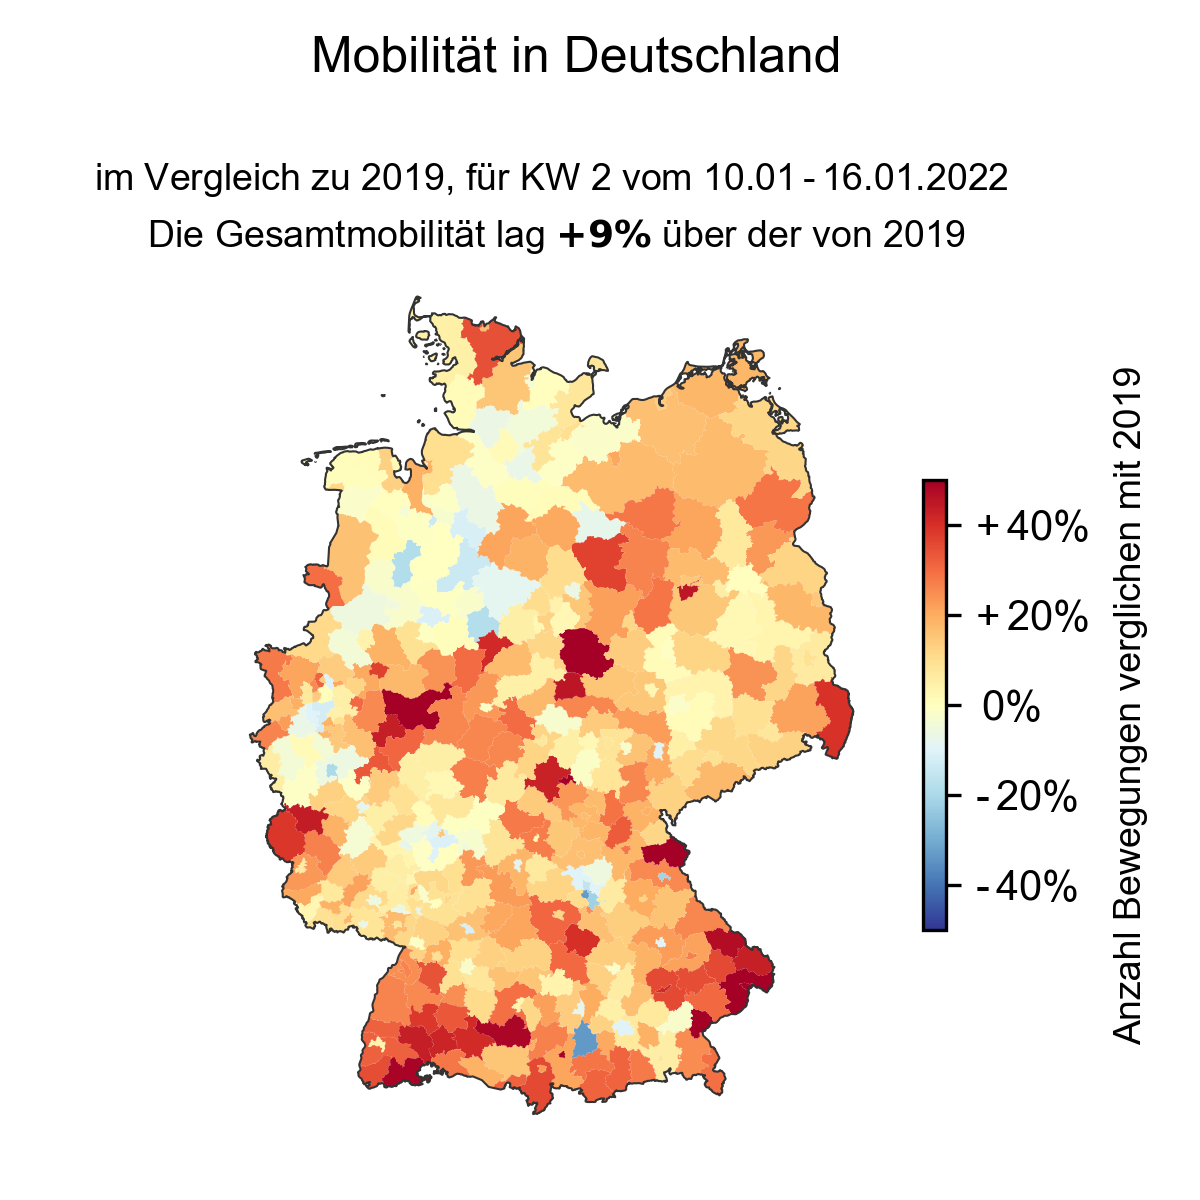 Mobilität in Deutschland
im Vergleich zu 2019, für KW 2 vom 10.01 - 16.01.2022
Die Gesamtmobilität lag +9% über der von 2019
+40%
+20%
0%
-20%
-40%
Anzahl Bewegungen verglichen mit 2019